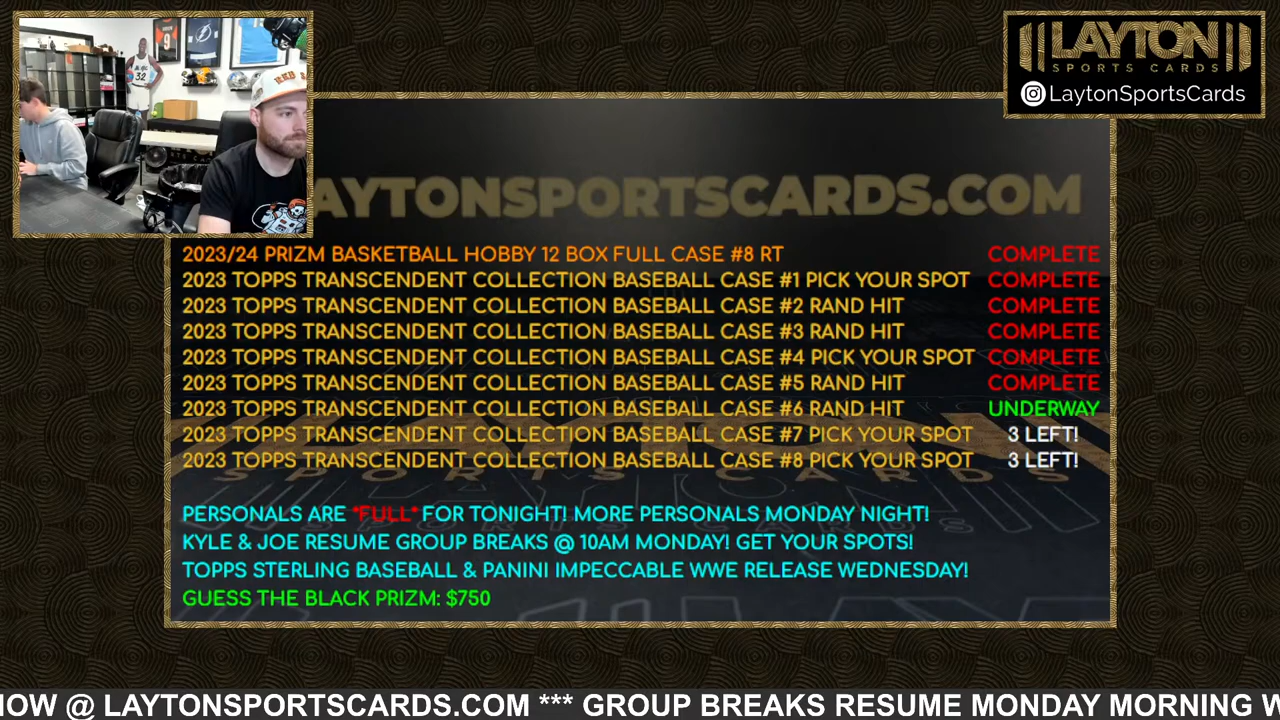 LAYTON
SPORTS CARDS
LaytonSportsCards
LAYTONSPORTSCARDS.COM
2023/24 PRIZM BASKETBALL HOBBY 12 BOX FULL CASE #8 RT COMPLETE
2023 TOPPS TRANSCENDENT COLLECTION BASEBALL CASE #1 PICK YOUR SPOT COMPLETE
2023 TOPPS TRANSCENDENT COLLECTION BASEBALL CASE #2 RAND HIT COMPLETE
2023 TOPPS TRANSCENDENT COLLECTION BASEBALL CASE #3 RAND HIT COMPLETE
2023 TOPPS TRANSCENDENT COLLECTION BASEBALL CASE #4 PICK YOUR SPOT COMPLETE
2023 TOPPS TRANSCENDENT COLLECTION BASEBALL CASE #5 RAND HIT COMPLETE
2023 TOPPS TRANSCENDENT COLLECTION BASEBALL CASE #6 RAND HIT UNDERWAY
2023 TOPPS TRANSCENDENT COLLECTION BASEBALL CASE #7 PICK YOUR SPOT 3 LEFT!
2023 TOPPS TRANSCENDENT COLLECTION BASEBALL CASE #8 PICK YOUR SPOT 3 LEFT!
SPORTS CARDS
PERSONALS ARE *FULL* FOR TONIGHT! MORE PERSONALS MONDAY NIGHT!
KYLE & JOE RESUME GROUP BREAKS @ 10AM MONDAY! GET YOUR SPOTS!
TOPPS STERLING BASEBALL & PANINI IMPECCABLE WWE RELEASE WEDNESDAY!
GUESS THE BLACK PRIZM: $750
OW @ LAYTONSPORTSCARDS.COM *** GROUP BREAKS RESUME MONDAY MORNING W